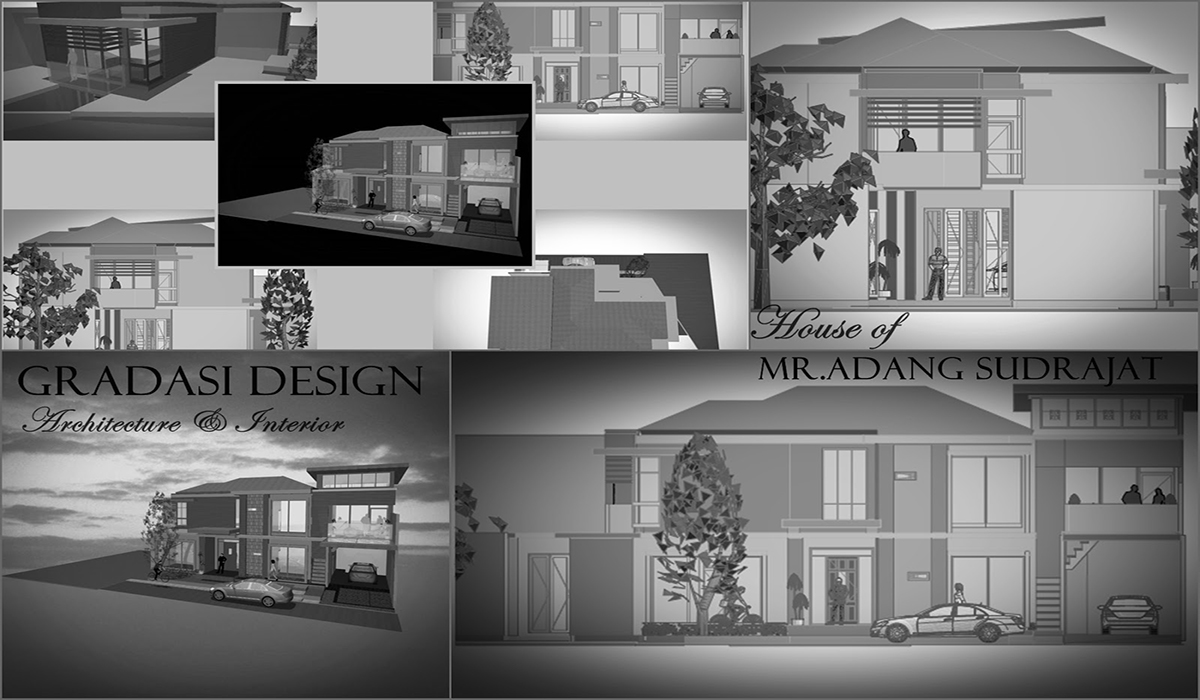 House of
MR.ADANG SUDRAJAT
GRADASI DESIGN
Architecture & Interior